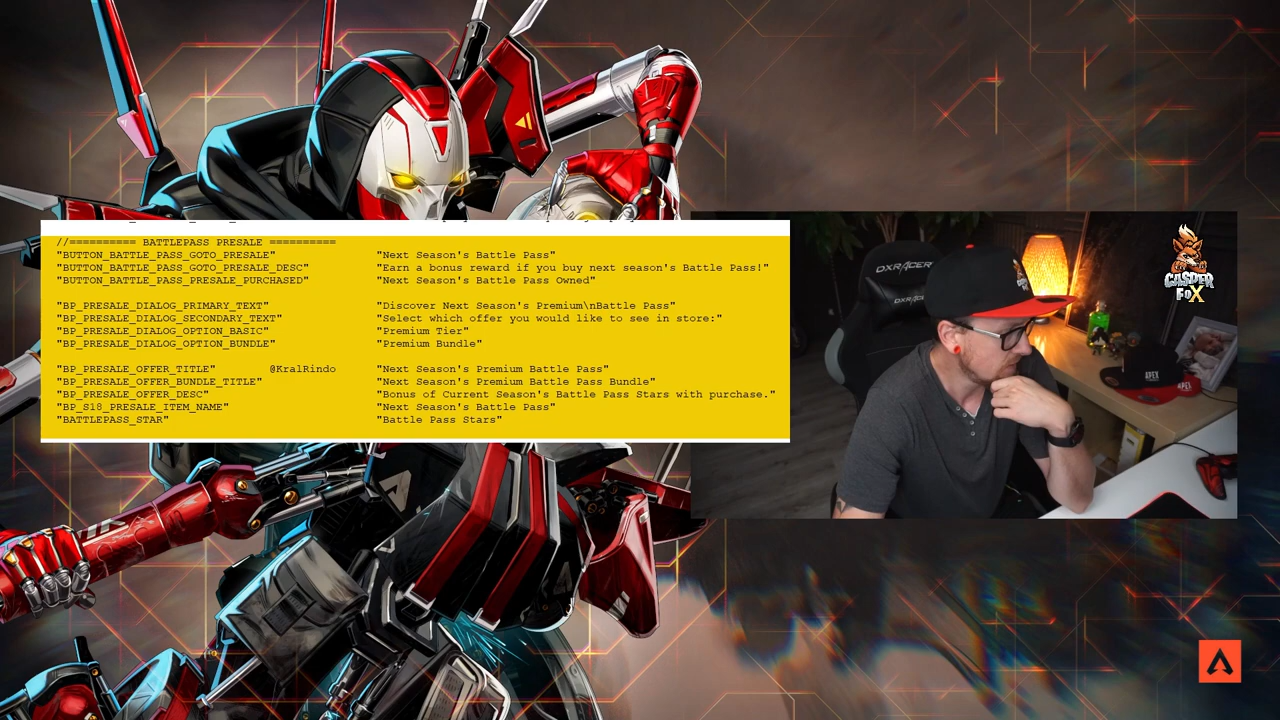 //========== BATTLEPASS PRESALE ==========
"BUTTON_BATTLE_PASS_GOTO_PRESALE" "Next Season's Battle Pass"
"BUTTON_BATTLE_PASS_GOTO_PRESALE_DESC" "Earn a bonus reward if you buy next season's Battle Pass!"
"BUTTON_BATTLE_PASS_PRESALE_PURCHASED" "Next Season's Battle Pass Owned"
"BP_PRESALE_DIALOG_PRIMARY_TEXT" "Discover Next Season's Premium\nBattle Pass"
"BP_PRESALE_DIALOG_SECONDARY_TEXT" "Select which offer you would like to see in store:"
"BP_PRESALE_DIALOG_OPTION_BASIC" "Premium Tier"
"BP_PRESALE_DIALOG_OPTION_BUNDLE" "Premium Bundle"
"BP_PRESALE_OFFER_TITLE" @KralRindo "Next Season's Premium Battle Pass"
"BP_PRESALE_OFFER_BUNDLE_TITLE" "Next Season's Premium Battle Pass Bundle"
"BP_PRESALE_OFFER_DESC" "Bonus of Current Season's Battle Pass Stars with purchase."
"BP_S18_PRESALE_ITEM_NAME" "Next Season's Battle Pass"
"BATTLEPASS_STAR" "Battle Pass Stars"
DXRACER
CASPER
FOX
APEX